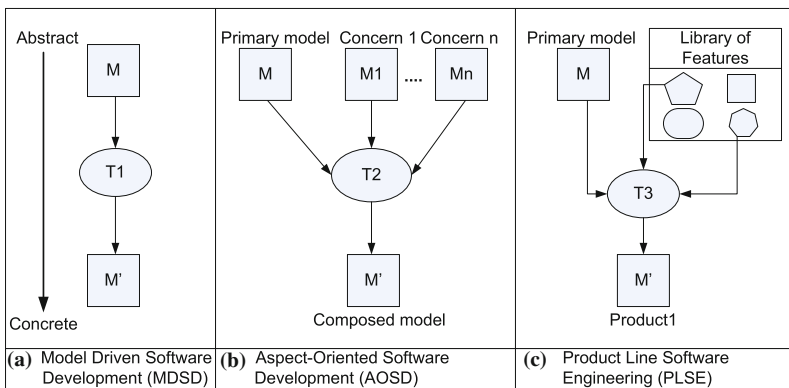 Abstract
M
T1
M'
Concrete
(a) Model Driven Software
Development (MDSD)
Primary model Concern 1 Concern n
M M1 .... Mn
T2
M'
Composed model
(b) Aspect-Oriented Software
Development (AOSD)
Primary model
Library of
Features
M
T3
M'
Product1
(c) Product Line Software
Engineering (PLSE)